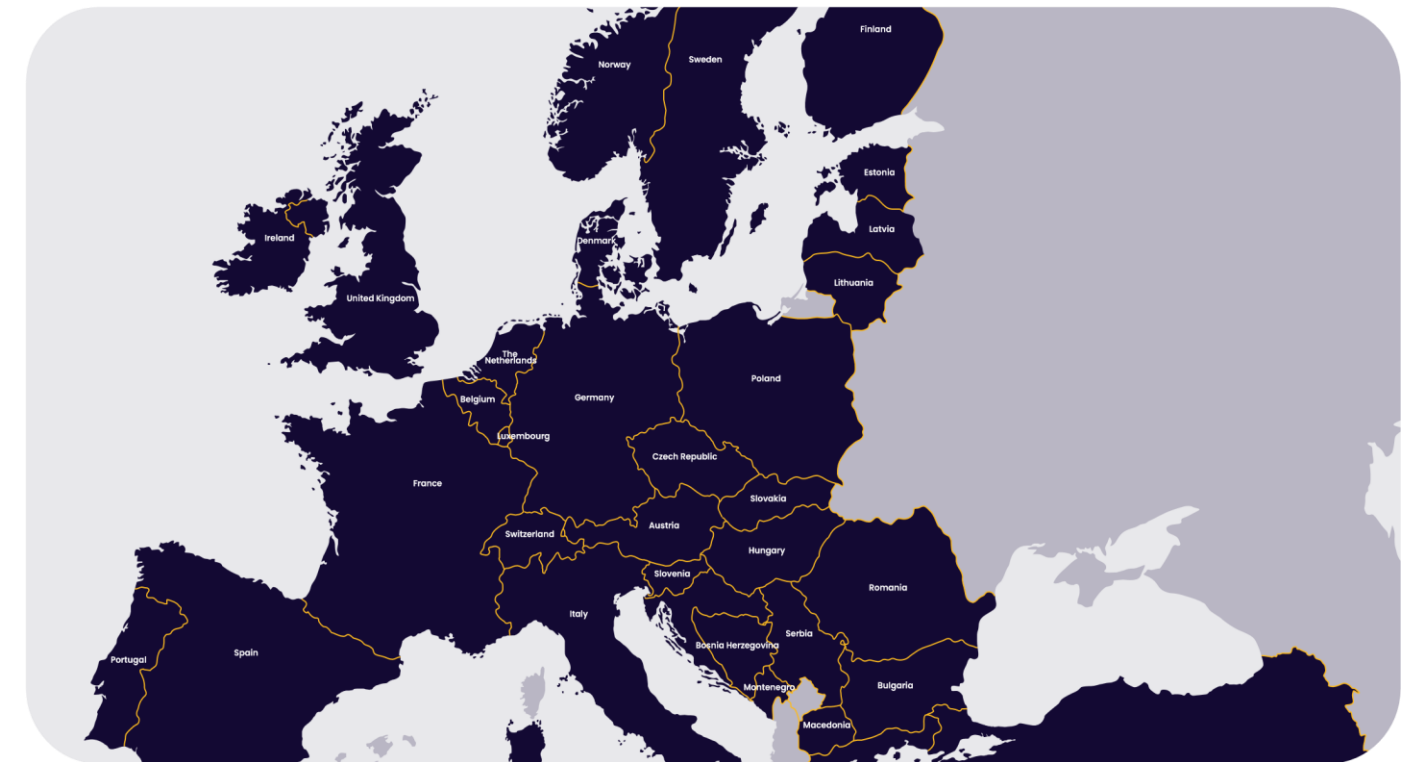 Finland
Sweden
Norway
Estonia
Latvia
Ireland
Denmark
Lithuania
United Kingdom
The
Netherlands
Poland
Germany
Belgium
Luxembourg
Czech Republic
France
Slovakia
Austria
Switzerland
Hungary
Slovenia
Romania
Italy
Serbia
Bosnia Herzegovina
Spain
Portugal
Bulgaria
Montenegro
Macedonia